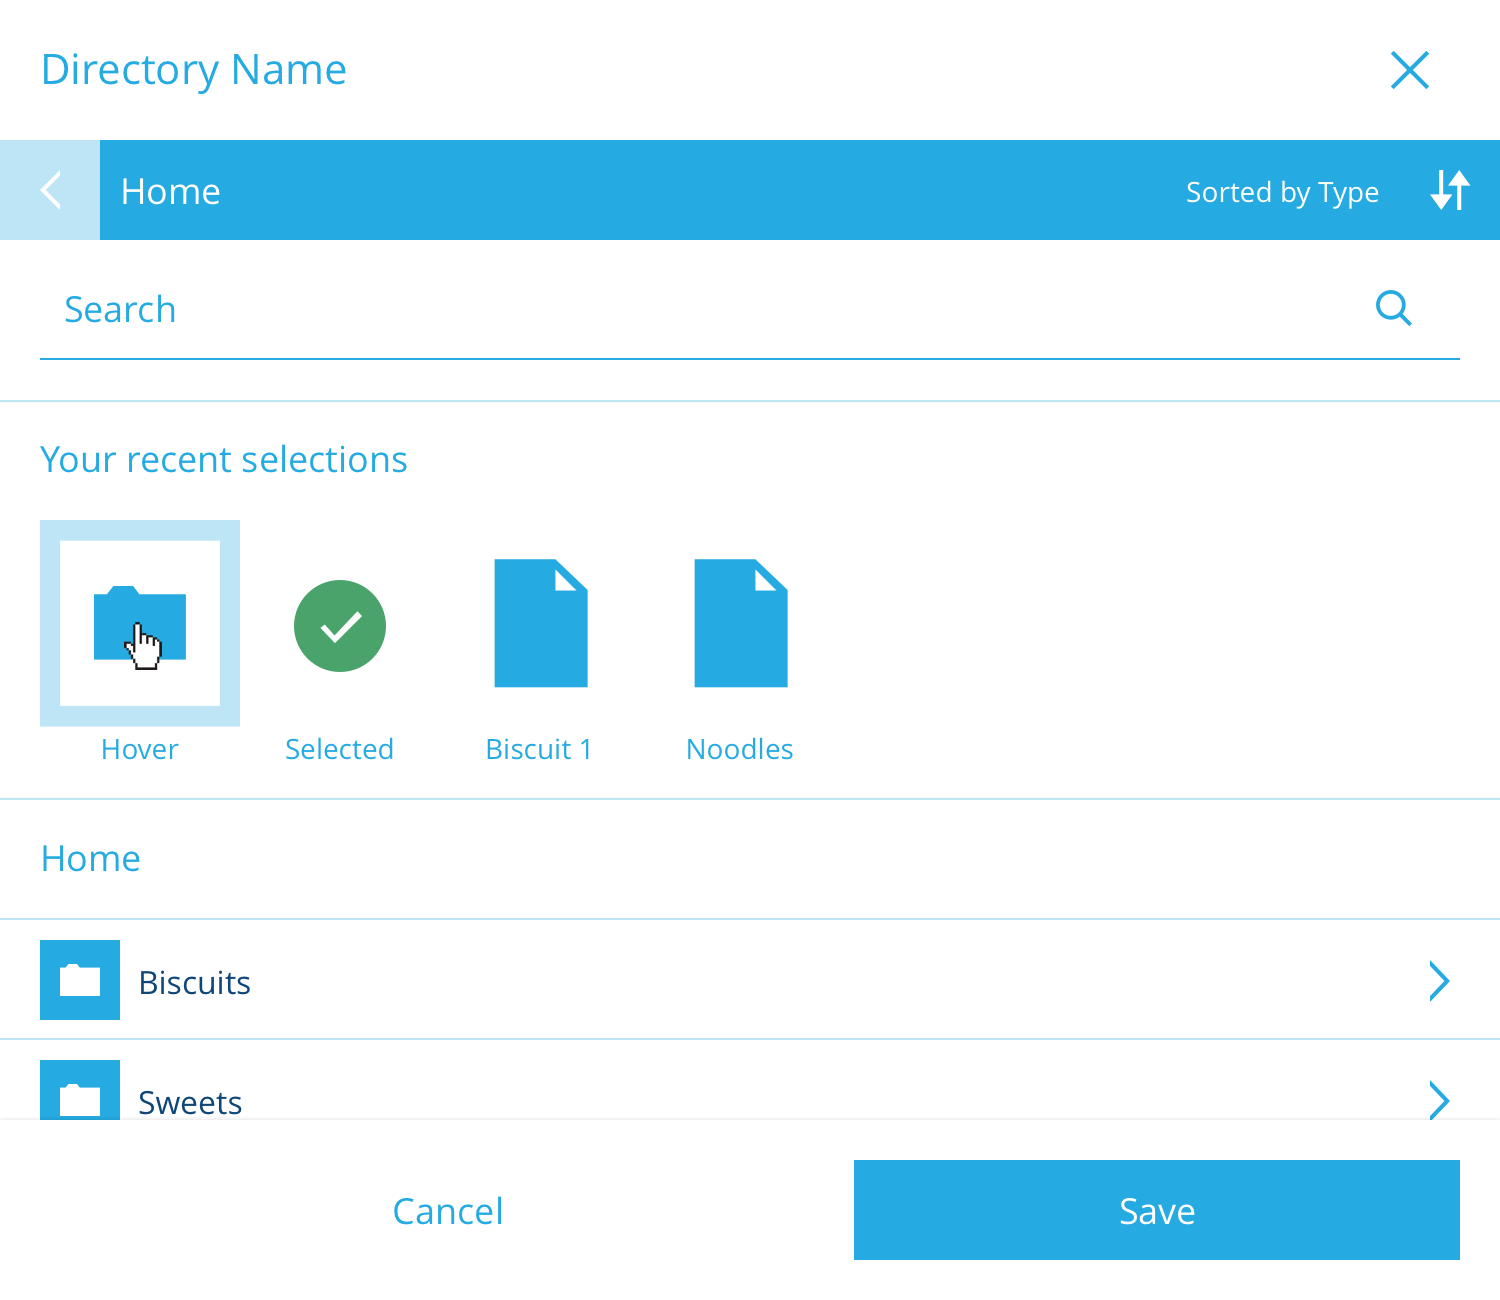 Directory Name
Home
Sorted by Type
Search
Your recent selections
Hover
Selected
Biscuit 1
Noodles
Home
Biscuits
Sweets
Cancel
Save